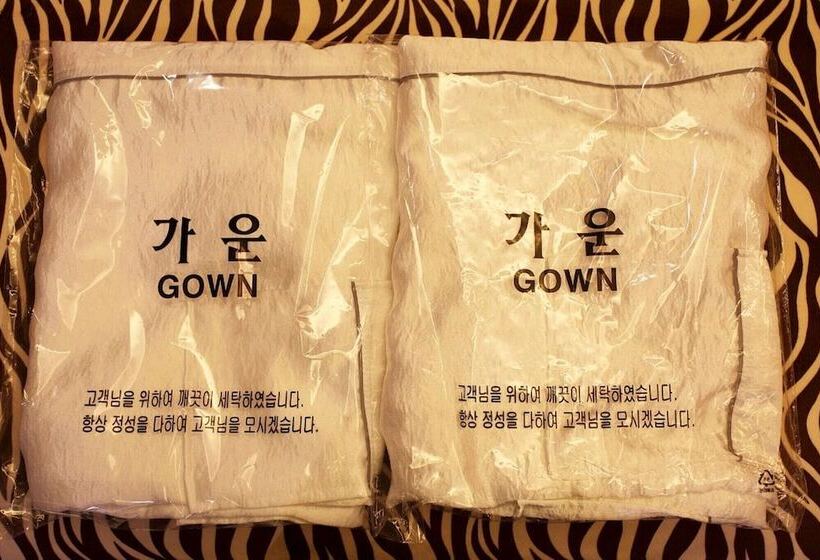 가운
GOWN
고객님을 위하여 깨끗이 세탁하였습니다.
항상 정성을 다하여 고객님을 모시겠습니다.
가운
GOWN
고객님을 위하여 깨끗이 세탁하였습니다.
항상 정성을 다하여 고객님을 모시겠습니다.